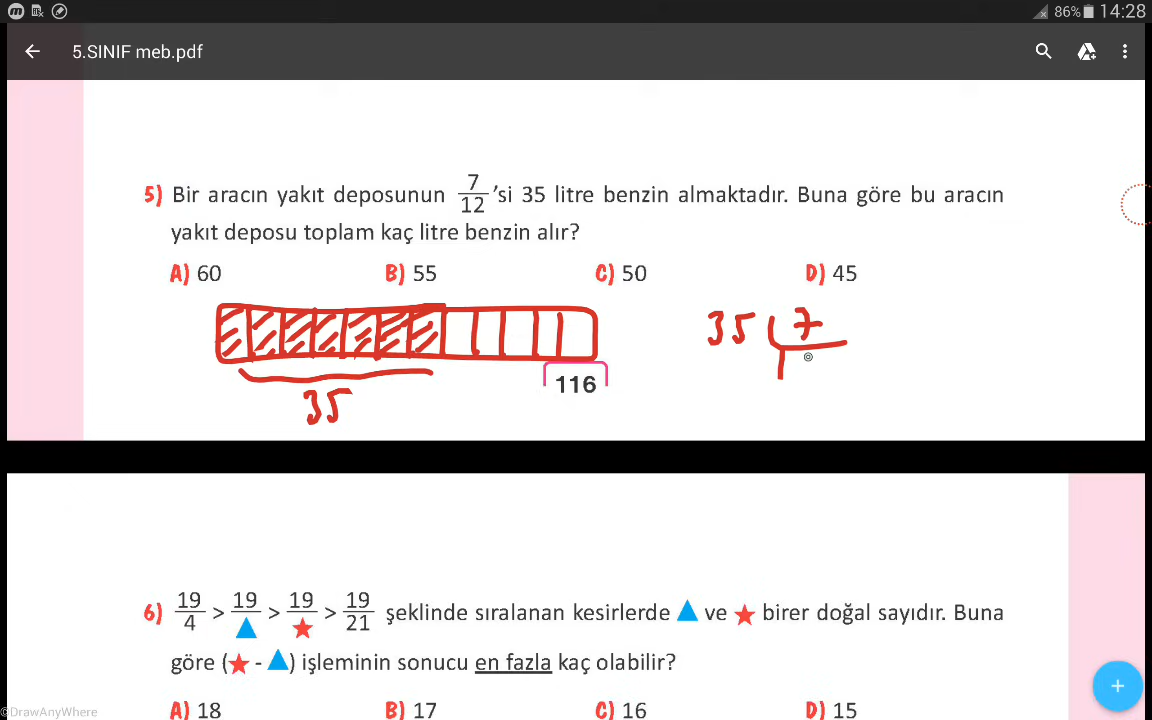 86% 14:28
5.SINIF meb.pdf
5) Bir aracın yakıt deposunun 7/12 'si 35 litre benzin almaktadır. Buna göre bu aracın
yakıt deposu toplam kaç litre benzin alır?
A) 60 B) 55 C) 50 D) 45
35 7
116
35
6) 19/4 > 19/▲ > 19/★ > 19/21 şeklinde sıralanan kesirlerde ▲ ve ★ birer doğal sayıdır. Buna
göre (★ - ▲) işleminin sonucu en fazla kaç olabilir?
A) 18 B) 17 C) 16 D) 15
©DrawAnyWhere